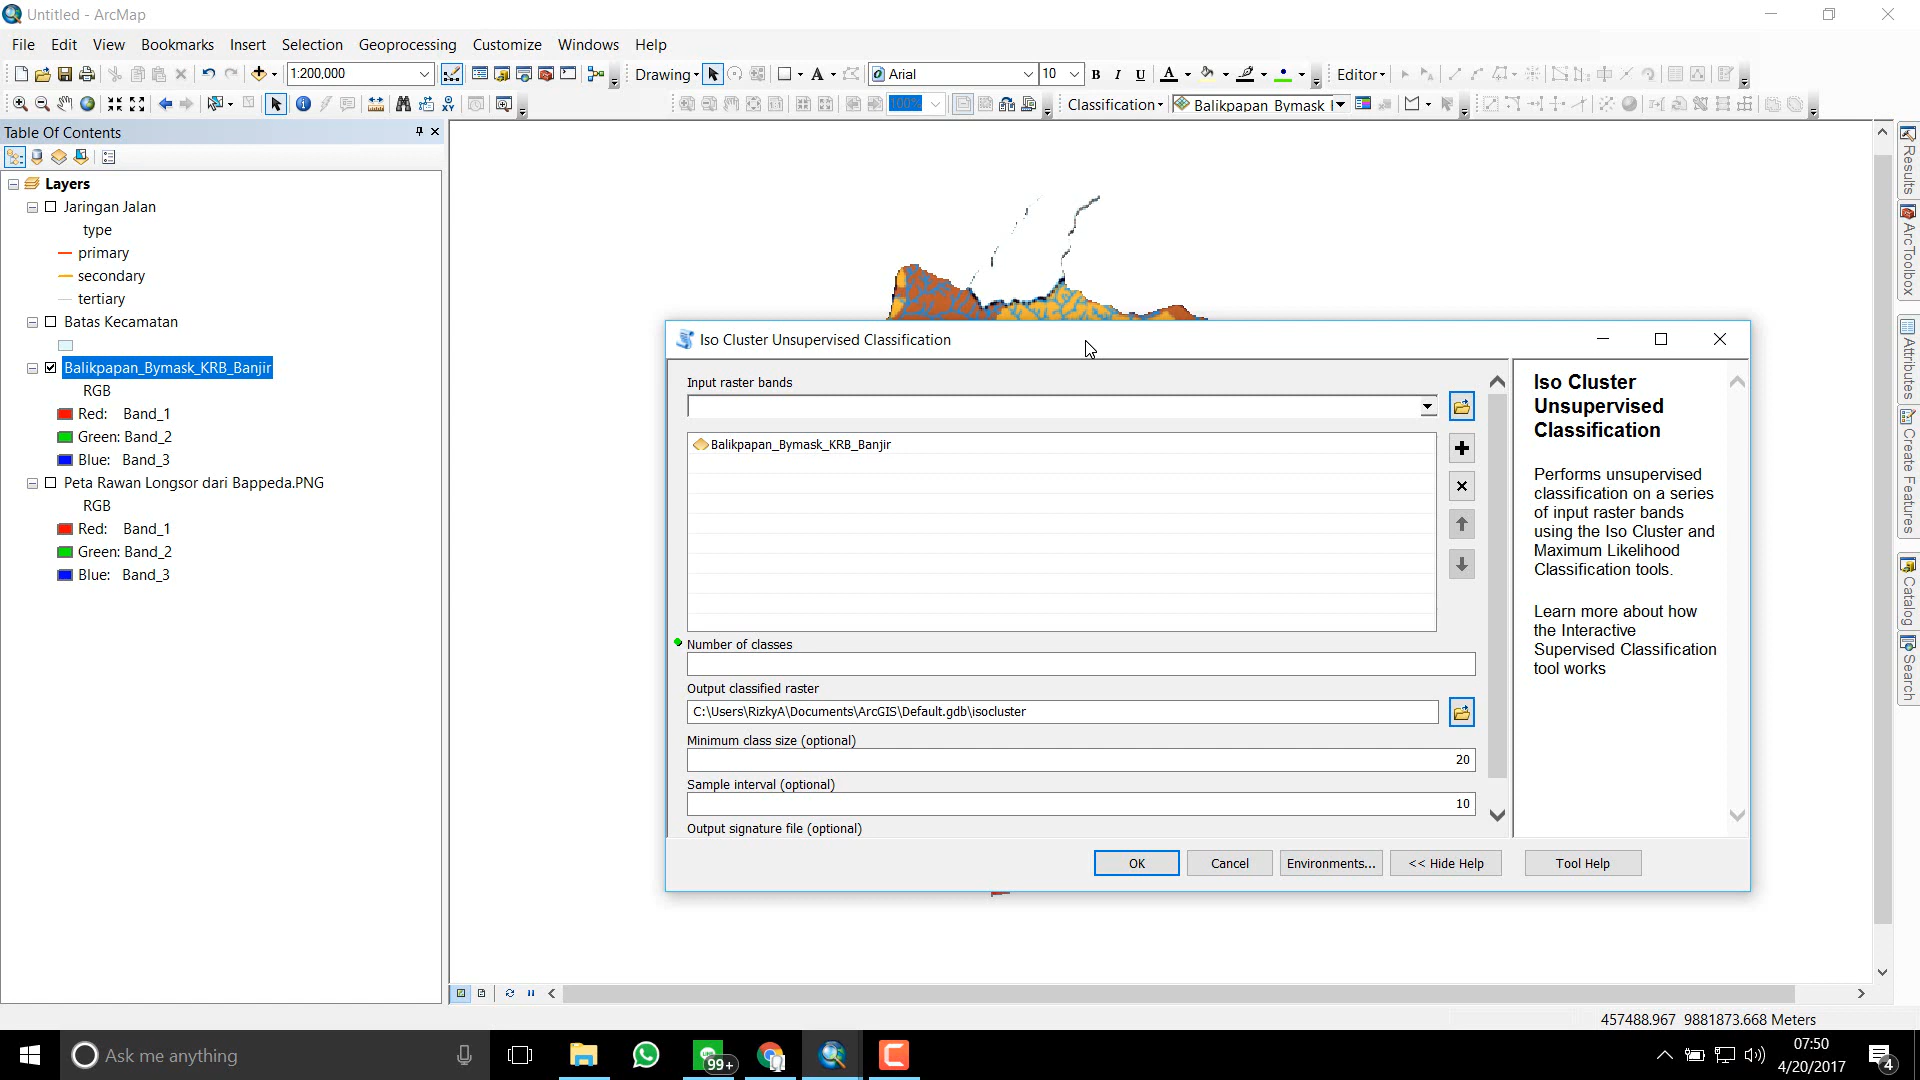 Untitled - ArcMap
File Edit View Bookmarks Insert Selection Geoprocessing Customize Windows Help
1:200,000 Drawing Arial 10 B I U A Editor
100% Classification Balikpapan_Bymask_
Table Of Contents
Layers
Jaringan Jalan
type
primary
secondary
tertiary
Batas Kecamatan
Balikpapan_Bymask_KRB_Banjir
RGB
Red: Band_1
Green: Band_2
Blue: Band_3
Peta Rawan Longsor dari Bappeda.PNG
RGB
Red: Band_1
Green: Band_2
Blue: Band_3
Iso Cluster Unsupervised Classification
Input raster bands
Balikpapan_Bymask_KRB_Banjir
Number of classes
Output classified raster
C:\Users\RizkyA\Documents\ArcGIS\Default.gdb\isocluster
Minimum class size (optional)
20
Sample interval (optional)
10
Output signature file (optional)
OK Cancel Environments... << Hide Help Tool Help
Iso Cluster
Unsupervised
Classification
Performs unsupervised
classification on a series
of input raster bands
using the Iso Cluster and
Maximum Likelihood
Classification tools.
Learn more about how
the Interactive
Supervised Classification
tool works
Results
ArcToolbox
Attributes
Create Features
Catalog
Search
457488.967 9881873.668 Meters
Ask me anything
99+
07:50
4/20/2017
4